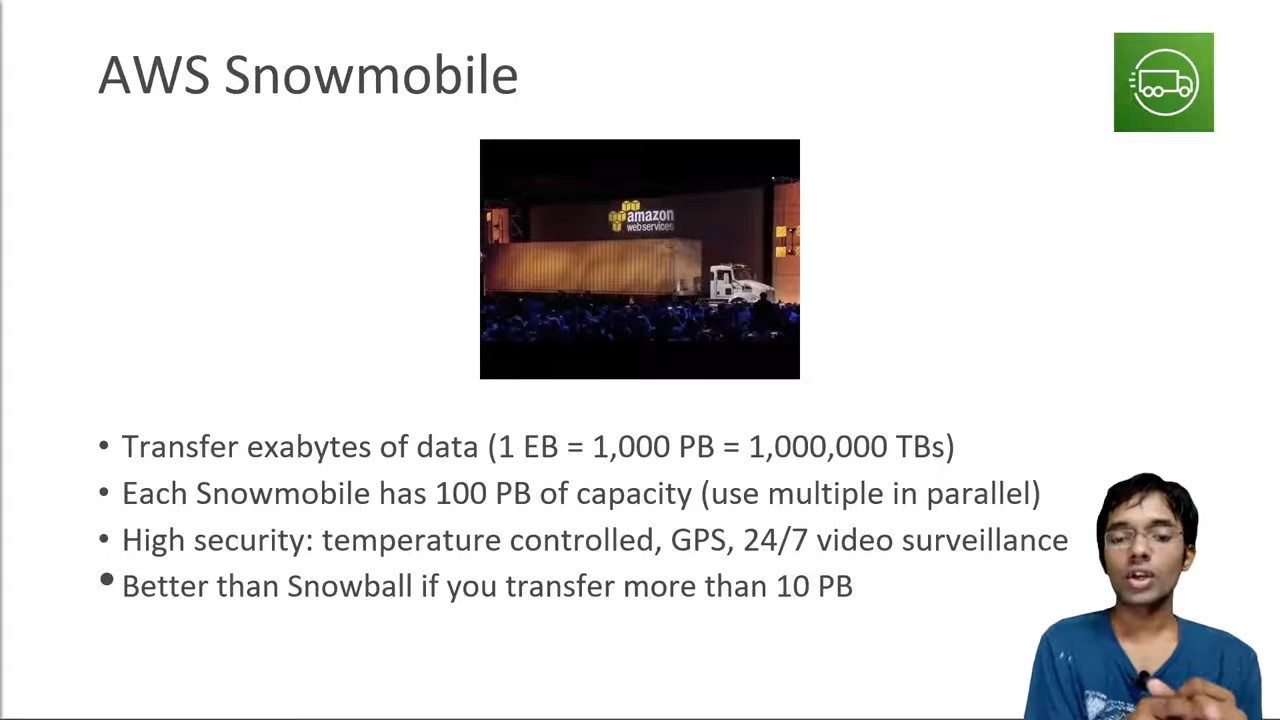 AWS Snowmobile
amazon
webservices
• Transfer exabytes of data (1 EB = 1,000 PB = 1,000,000 TBs)
• Each Snowmobile has 100 PB of capacity (use multiple in parallel)
• High security: temperature controlled, GPS, 24/7 video surveillance
• Better than Snowball if you transfer more than 10 PB